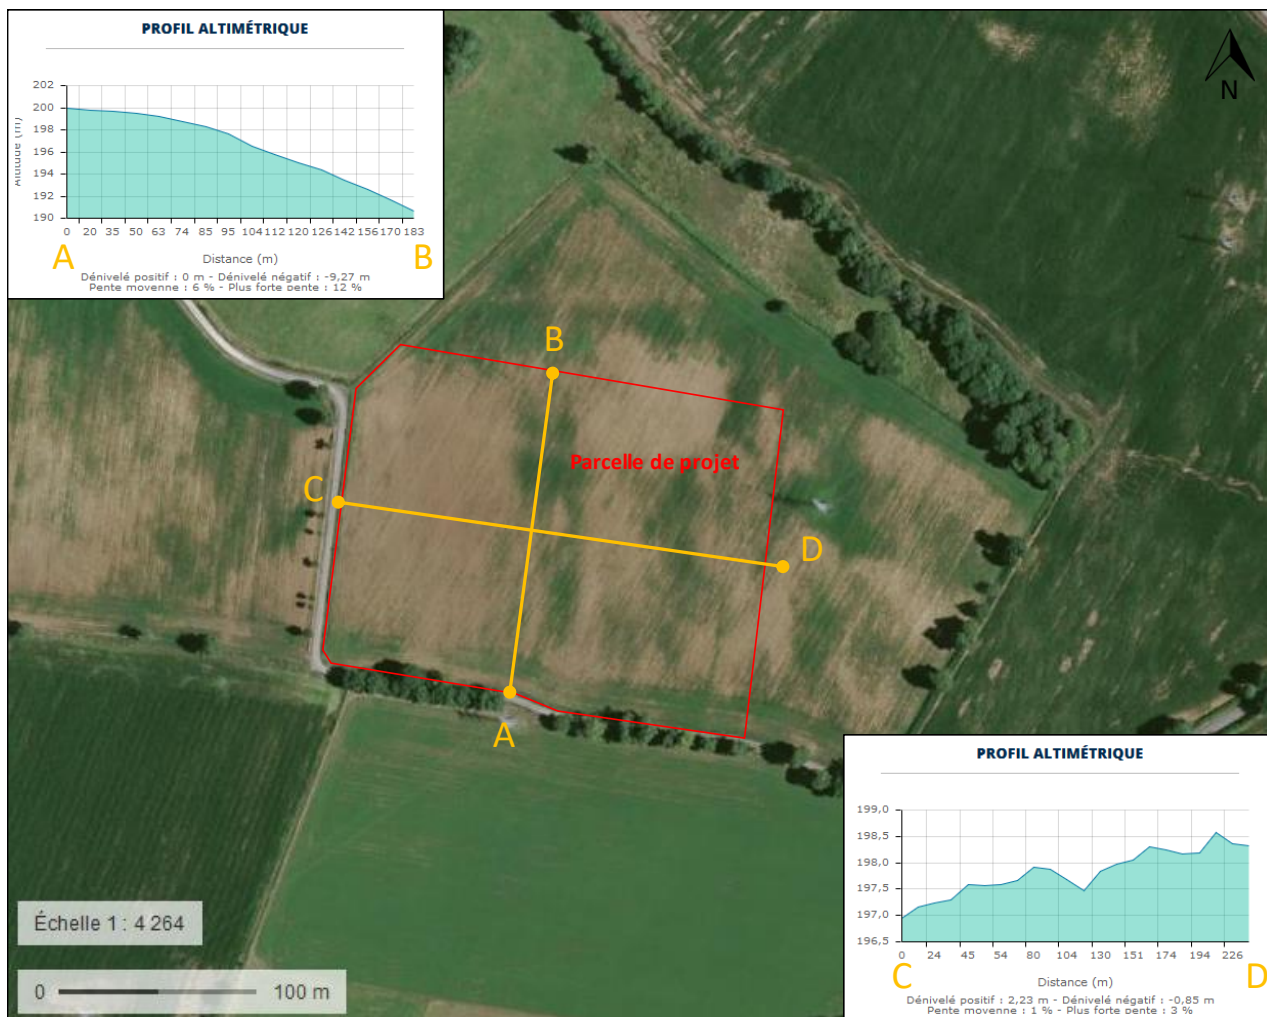 PROFIL ALTIMÉTRIQUE
202
200
198
196
194
192
190
Altitude (m)
0 20 35 50 63 74 85 95 104 112 120 126 142 156 170 183
Distance (m)
A B
Dénivelé positif : 0 m - Dénivelé négatif : -9,27 m
Pente moyenne : 6 % - Plus forte pente : 12 %
N
B
Parcelle de projet
C
D
A
Échelle 1 : 4 264
0 100 m
PROFIL ALTIMÉTRIQUE
199,0
198,5
198,0
197,5
197,0
196,5
0 24 45 54 80 104 130 151 174 194 226
Distance (m)
C D
Dénivelé positif : 2,23 m - Dénivelé négatif : -0,85 m
Pente moyenne : 1 % - Plus forte pente : 3 %